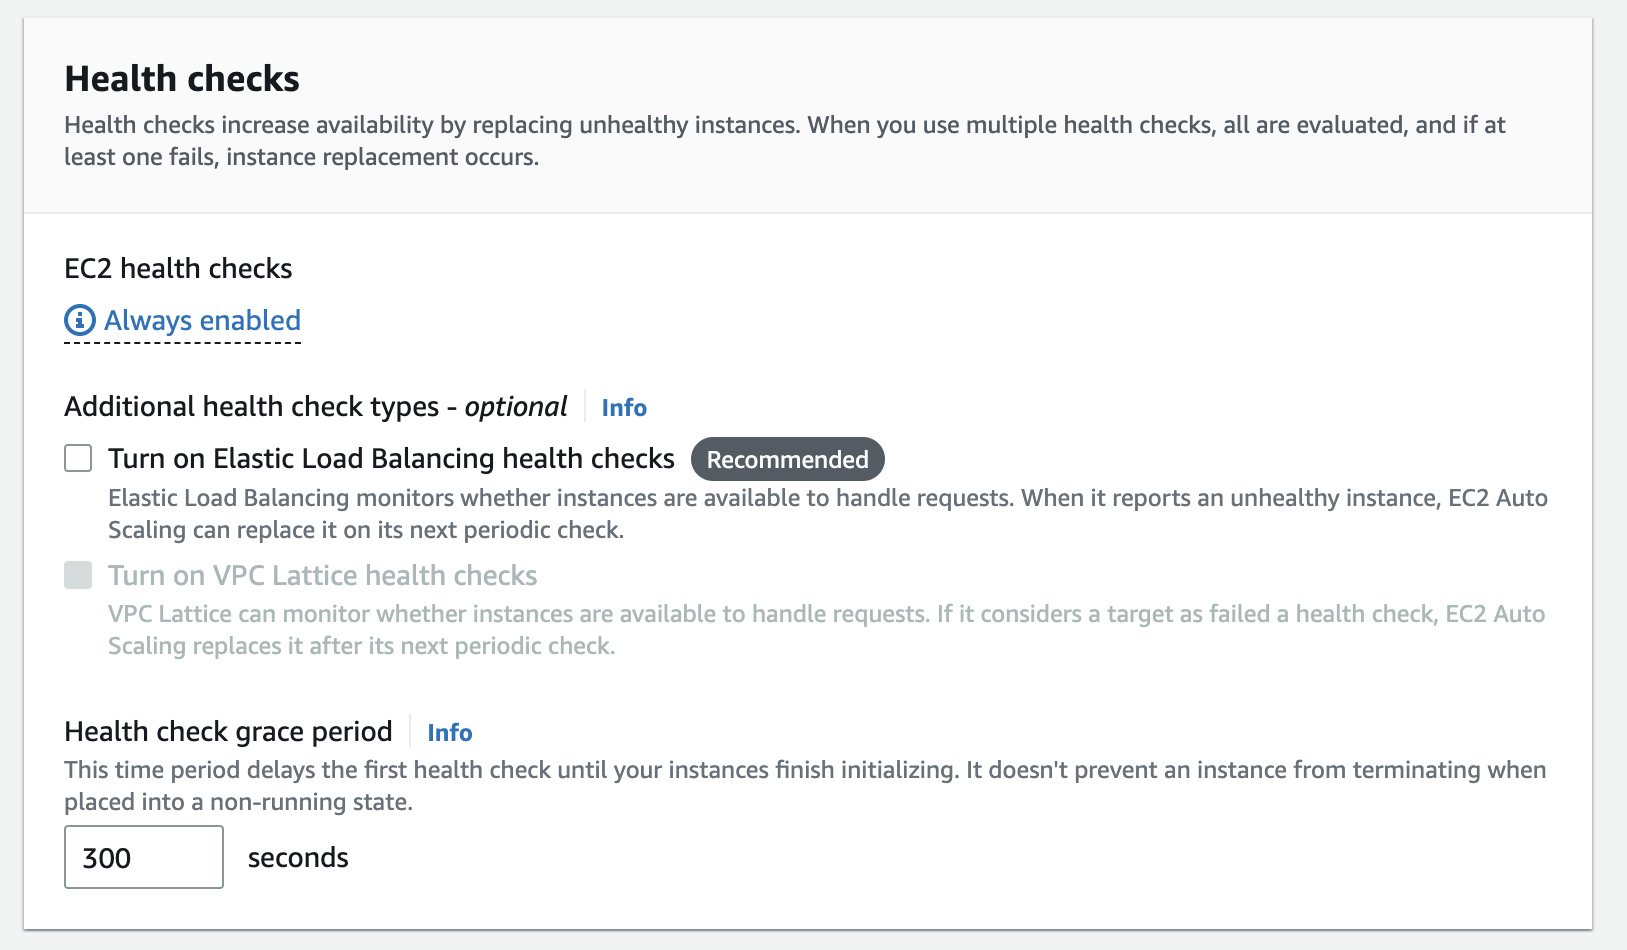 Health checks
Health checks increase availability by replacing unhealthy instances. When you use multiple health checks, all are evaluated, and if at
least one fails, instance replacement occurs.
EC2 health checks
Always enabled
Additional health check types - optional Info
Turn on Elastic Load Balancing health checks Recommended
Elastic Load Balancing monitors whether instances are available to handle requests. When it reports an unhealthy instance, EC2 Auto
Scaling can replace it on its next periodic check.
Turn on VPC Lattice health checks
VPC Lattice can monitor whether instances are available to handle requests. If it considers a target as failed a health check, EC2 Auto
Scaling replaces it after its next periodic check.
Health check grace period Info
This time period delays the first health check until your instances finish initializing. It doesn't prevent an instance from terminating when
placed into a non-running state.
300 seconds